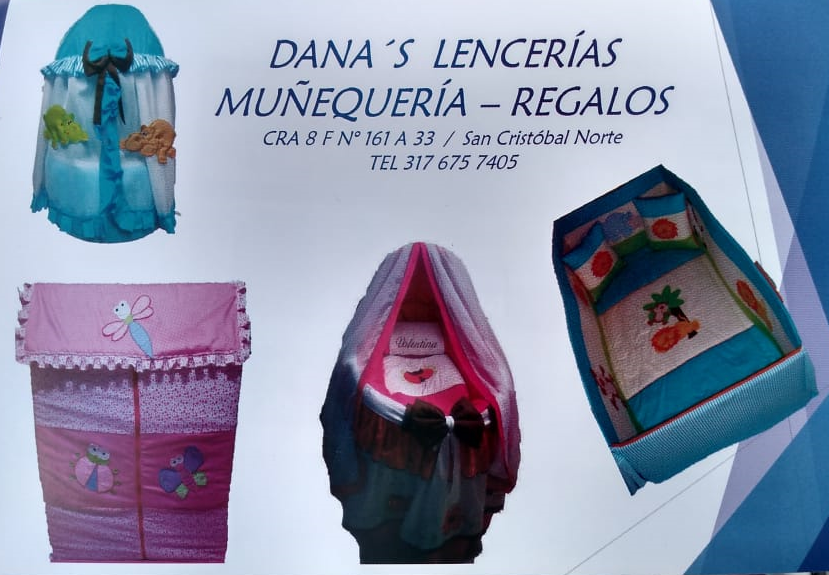 DANA´S LENCERÍAS
MUÑEQUERÍA – REGALOS
CRA 8 F N° 161 A 33 / San Cristóbal Norte
TEL 317 675 7405
Valentina